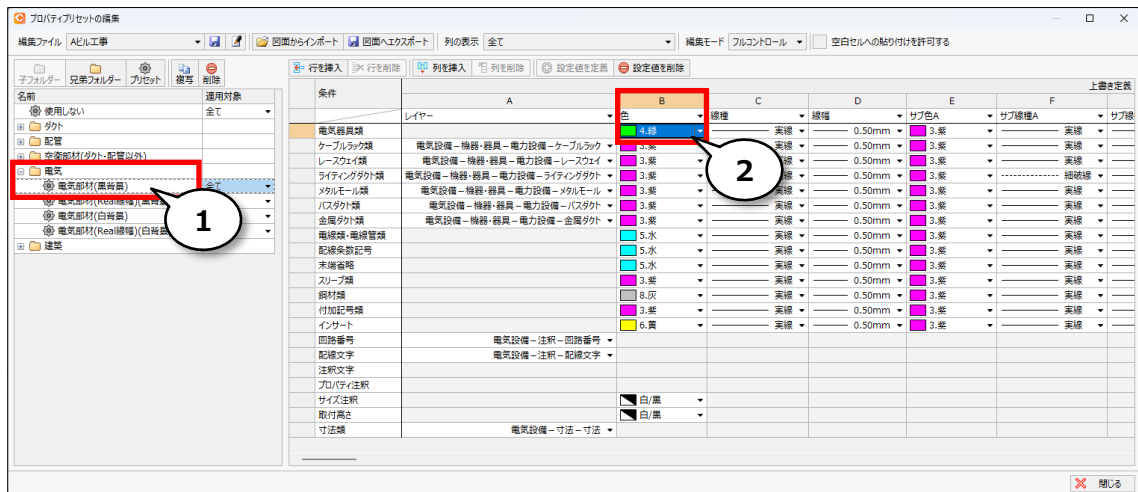 プロパティプリセットの編集
編集ファイル Aビル工事 図面からインポート 図面へエクスポート 列の表示 全て 編集モード フルコントロール 空白セルへの貼り付けを許可する
子フォルダー 兄弟フォルダー プリセット 複写 削除
行を挿入 行を削除 列を挿入 列を削除 設定値を定義 設定値を削除
名前 適用対象
使用しない 全て
ダクト
配管
空衛部材(ダクト・配管以外)
電気
電気部材(黒背景) 全て
電気部材(Real線幅)(黒背景
電気部材(白背景)
電気部材(Real線幅)(白背景
建築
1
条件 上書き定義
A B C D E F
レイヤー 色 線種 線幅 サブ色A サブ線種A サブ線
電気器具類 4.緑 実線 0.50mm 3.紫 実線
ケーブルラック類 電気設備－機器・器具－電力設備－ケーブルラック 3.紫 実線 0.50mm 3.紫 実線
レースウェイ類 電気設備－機器・器具－電力設備－レースウェイ 3.紫 実線 0.50mm 3.紫 実線
ライティングダクト類 電気設備－機器・器具－電力設備－ライティングダクト 3.紫 実線 0.50mm 3.紫 細破線
メタルモール類 電気設備－機器・器具－電力設備－メタルモール 3.紫 実線 0.50mm 3.紫 実線
バスダクト類 電気設備－機器・器具－電力設備－バスダクト 3.紫 実線 0.50mm 3.紫 実線
金属ダクト類 電気設備－機器・器具－電力設備－金属ダクト 3.紫 実線 0.50mm 3.紫 実線
電線類・電線管類 5.水 実線 0.50mm 3.紫 実線
配線条数記号 5.水 実線 0.50mm 3.紫 実線
末端省略 5.水 実線 0.50mm 3.紫 実線
スリーブ類 3.紫 実線 0.50mm 3.紫 実線
鋼材類 8.灰 実線 0.50mm 3.紫 実線
付加記号類 3.紫 実線 0.50mm 3.紫 実線
インサート 6.黄 実線 0.50mm 3.紫 実線
回路番号 電気設備－注釈－回路番号
配線文字 電気設備－注釈－配線文字
注釈文字
プロパティ注釈
サイズ注釈 白/黒
取付高さ 白/黒
寸法類 電気設備－寸法－寸法
2
閉じる